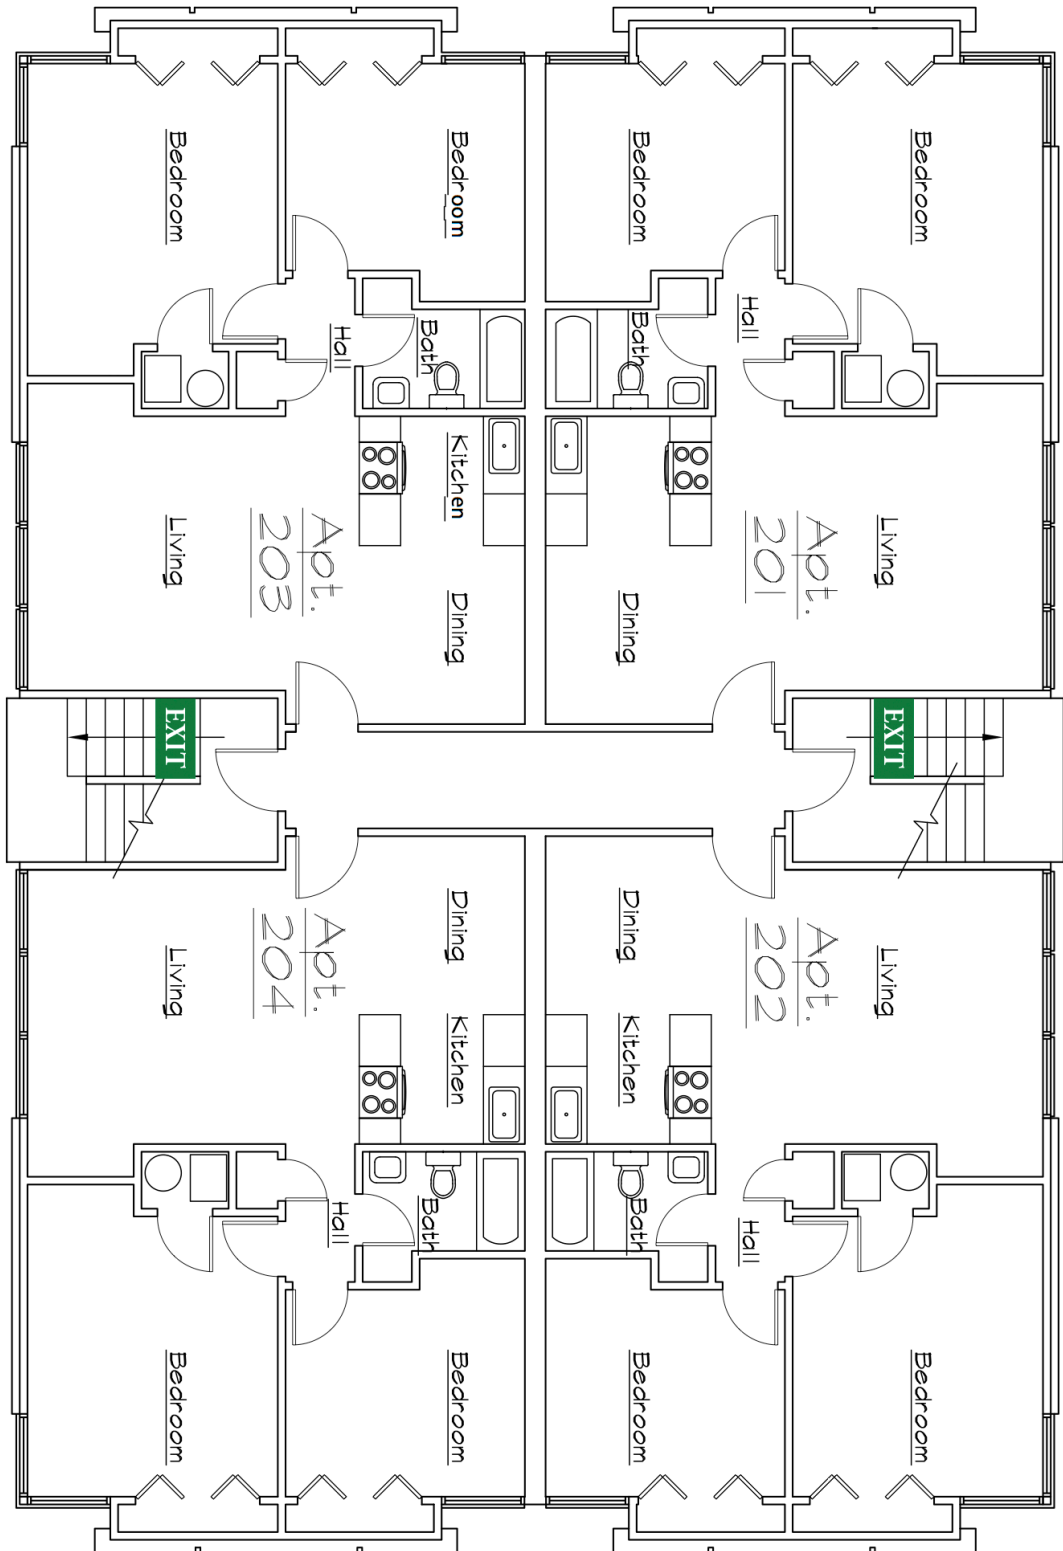 Bedroom
Bedroom
EXIT
Living
Living
Apt.
201
Apt.
202
Hall
Hall
Bedroom
Bath
Dining
Dining
Kitchen
Bath
Bedroom
Bedroom
Bath
Kitchen
Dining
Dining
Kitchen
Bath
Bedroom
Hall
Apt.
203
Apt.
204
Hall
Bedroom
Living
EXIT
Living
Bedroom